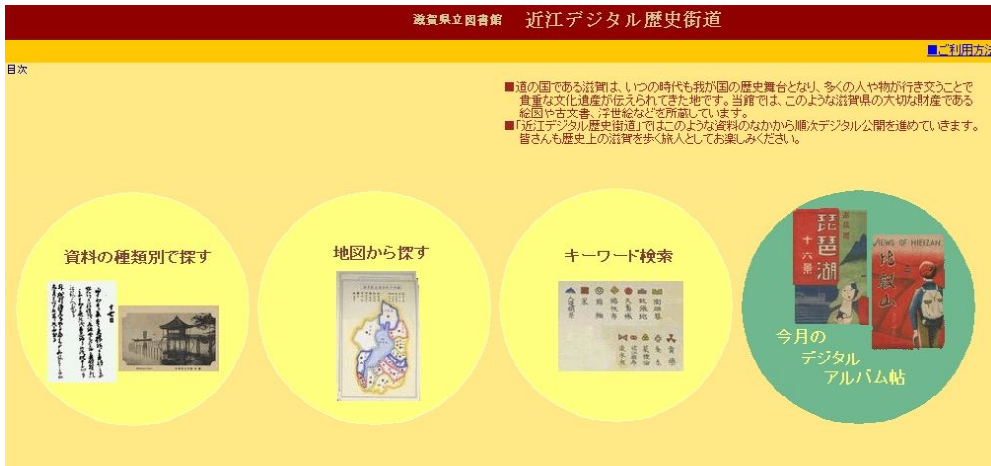 滋賀県立図書館 近江デジタル歴史街道
■ご利用方法
目次
■道の国である滋賀は、いつの時代も我が国の歴史舞台となり、多くの人や物が行き交うことで
貴重な文化遺産が伝えられてきた地です。当館では、このような滋賀県の大切な財産である
絵図や古文書、浮世絵などを所蔵しています。
■「近江デジタル歴史街道」ではこのような資料のなかから順次デジタル公開を進めていきます。
皆さんも歴史上の滋賀を歩く旅人としてお楽しみください。
資料の種類別で探す
地図から探す
キーワード検索
琵琶湖
十六景
VIEWS OF HIEIZAN
比叡山
今月の
デジタル
アルバム帖